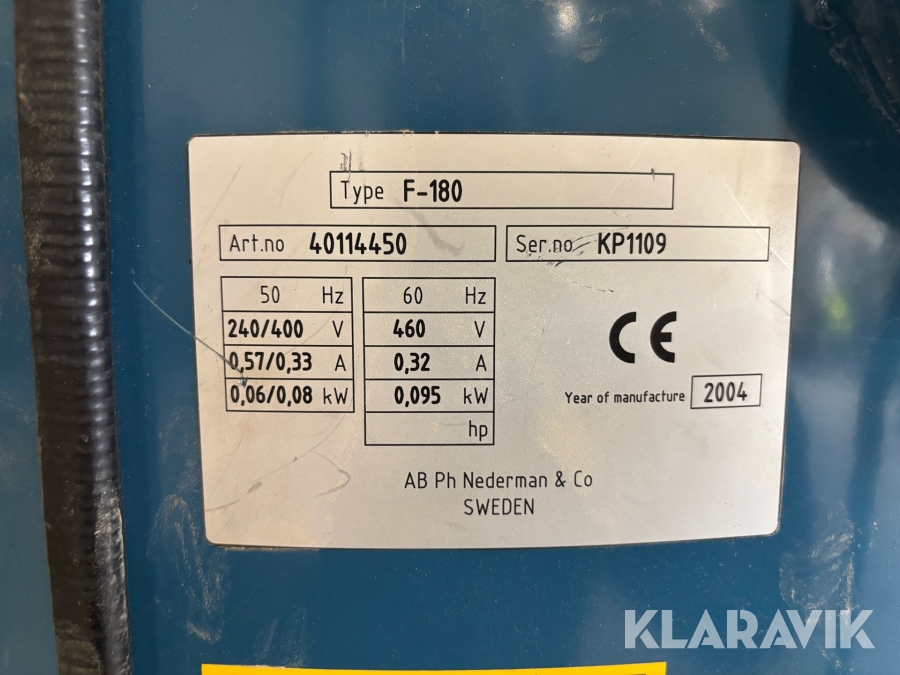 Type F-180
Art.no 40114450 Ser.no KP1109
50 Hz 60 Hz
240/400 V 460 V
0,57/0,33 A 0,32 A
0,06/0,08 kW 0,095 kW
hp
CE
Year of manufacture 2004
AB Ph Nederman & Co
SWEDEN
KLARAVIK